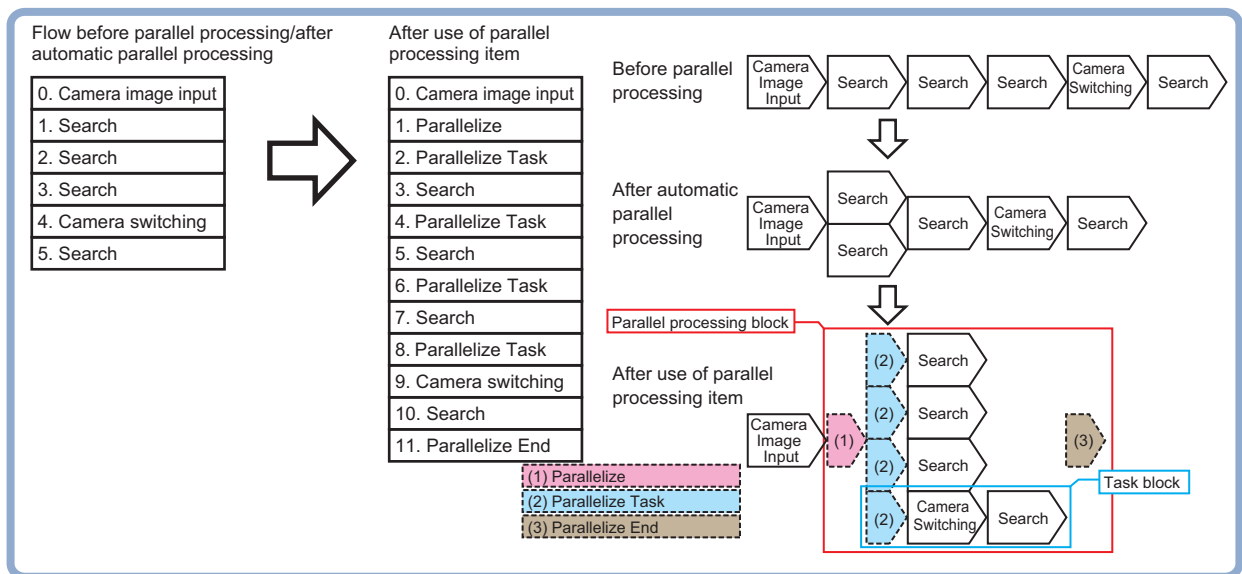 Flow before parallel processing/after
automatic parallel processing
0. Camera image input
1. Search
2. Search
3. Search
4. Camera switching
5. Search
After use of parallel
processing item
0. Camera image input
1. Parallelize
2. Parallelize Task
3. Search
4. Parallelize Task
5. Search
6. Parallelize Task
7. Search
8. Parallelize Task
9. Camera switching
10. Search
11. Parallelize End
Before parallel
processing
Camera
Image
Input
Search
Search
Search
Camera
Switching
Search
After automatic
parallel
processing
Camera
Image
Input
Search
Search
Search
Camera
Switching
Search
Parallel processing block
After use of parallel
processing item
Camera
Image
Input
(1)
(2)
Search
(2)
Search
(2)
Search
(2)
Camera
Switching
Search
(3)
Task block
(1) Parallelize
(2) Parallelize Task
(3) Parallelize End